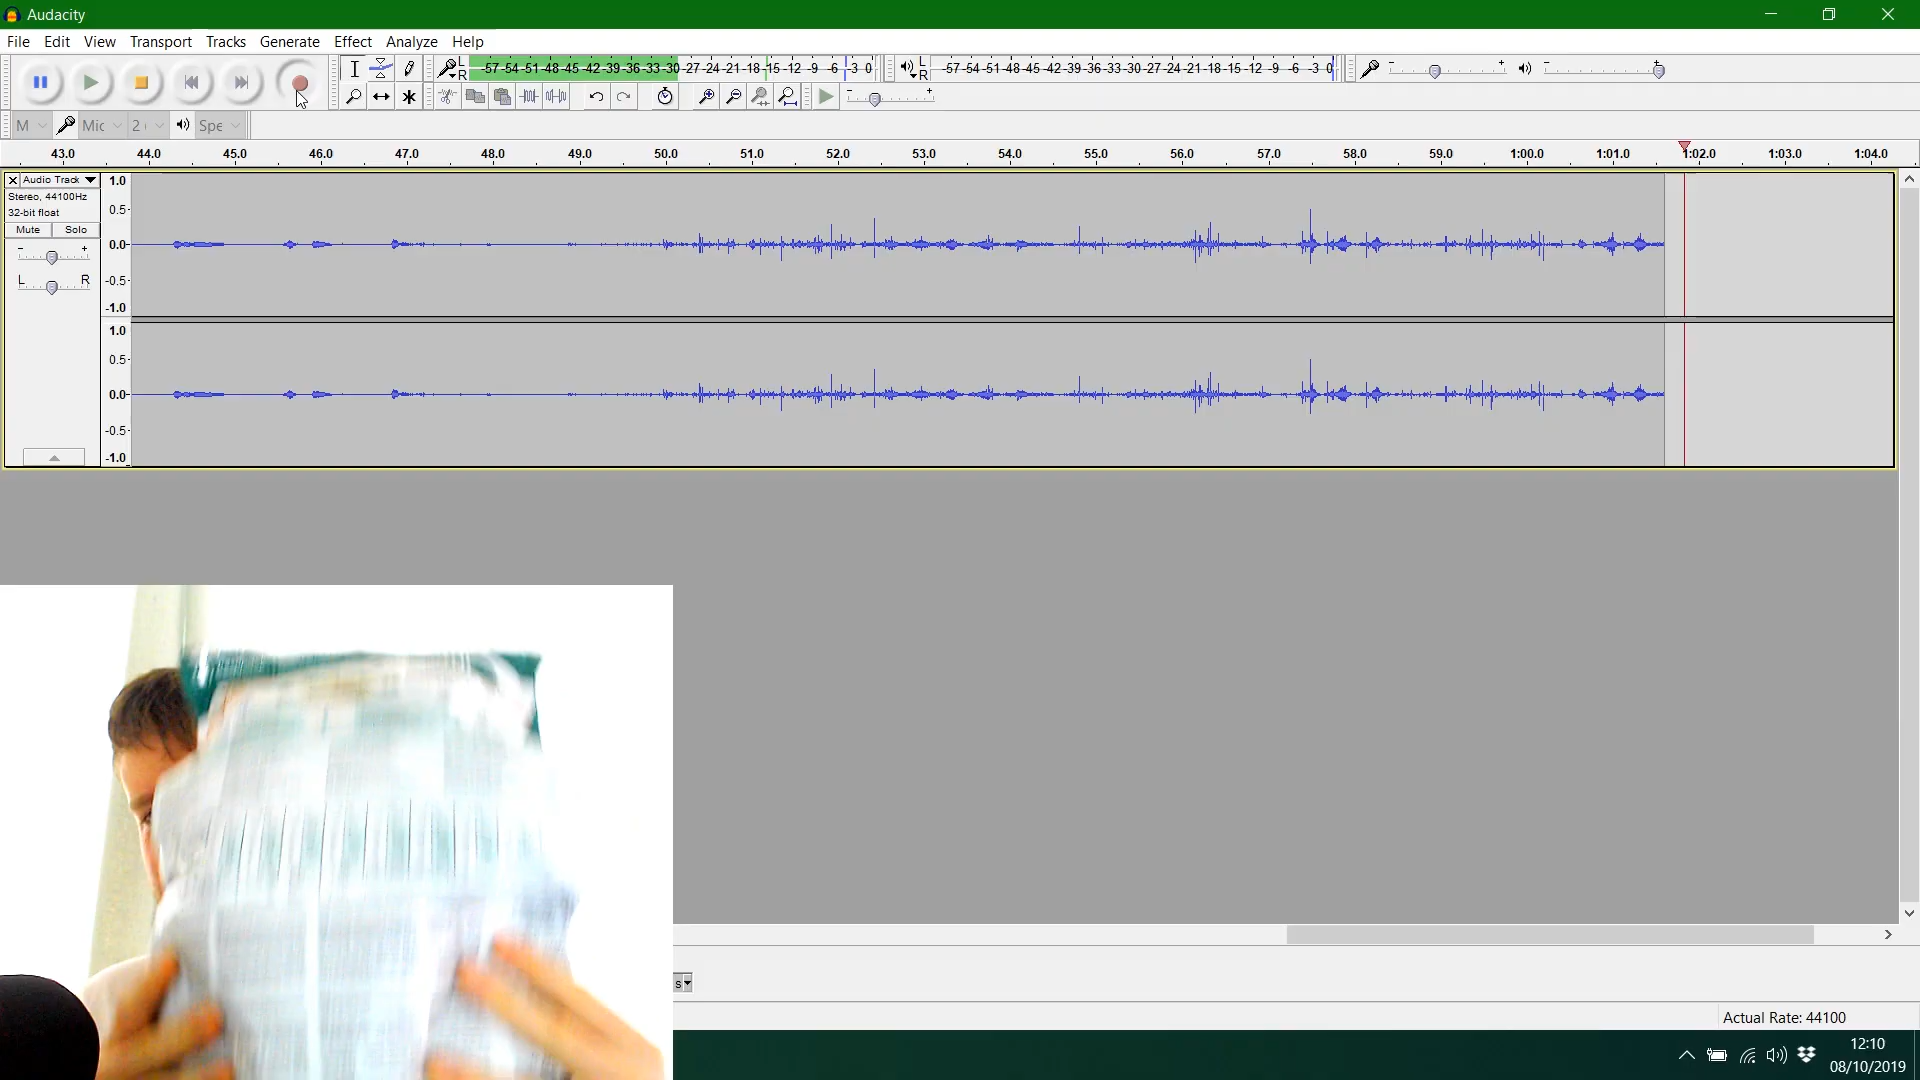 Audacity
File Edit View Transport Tracks Generate Effect Analyze Help
L R -57 -54 -51 -48 -45 -42 -39 -36 -33 -30 -27 -24 -21 -18 -15 -12 -9 -6 -3 0
L R -57 -54 -51 -48 -45 -42 -39 -36 -33 -30 -27 -24 -21 -18 -15 -12 -9 -6 -3 0
M Mic 2 ( Spe
43.0 44.0 45.0 46.0 47.0 48.0 49.0 50.0 51.0 52.0 53.0 54.0 55.0 56.0 57.0 58.0 59.0 1:00.0 1:01.0 1:02.0 1:03.0 1:04.0
Audio Track
Stereo, 44100Hz
32-bit float
Mute Solo
- +
L R
1.0
0.5
0.0
-0.5
-1.0
1.0
0.5
0.0
-0.5
-1.0
s
Actual Rate: 44100
12:10
08/10/2019